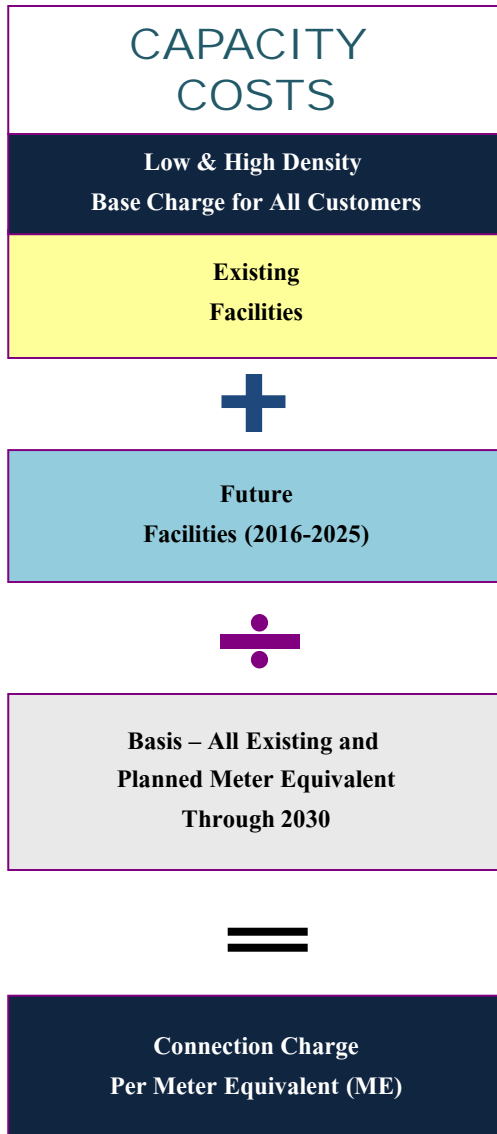 CAPACITY
COSTS
Low & High Density
Base Charge for All Customers
Existing
Facilities
+
Future
Facilities (2016-2025)
÷
Basis – All Existing and
Planned Meter Equivalent
Through 2030
=
Connection Charge
Per Meter Equivalent (ME)